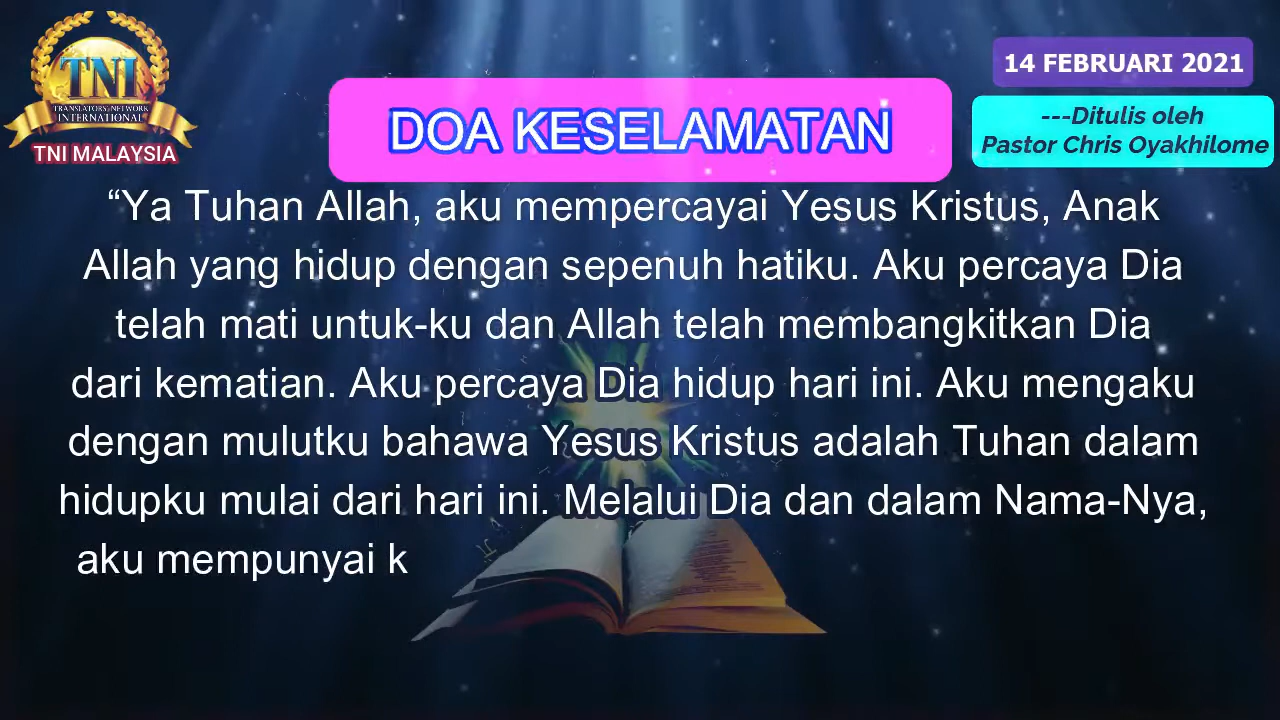 TNI
TRANSLATORS NETWORK
INTERNATIONAL
TNI MALAYSIA
14 FEBRUARI 2021
---Ditulis oleh
Pastor Chris Oyakhilome
DOA KESELAMATAN
“Ya Tuhan Allah, aku mempercayai Yesus Kristus, Anak
Allah yang hidup dengan sepenuh hatiku. Aku percaya Dia
telah mati untuk-ku dan Allah telah membangkitkan Dia
dari kematian. Aku percaya Dia hidup hari ini. Aku mengaku
dengan mulutku bahawa Yesus Kristus adalah Tuhan dalam
hidupku mulai dari hari ini. Melalui Dia dan dalam Nama-Nya,
aku mempunyai k